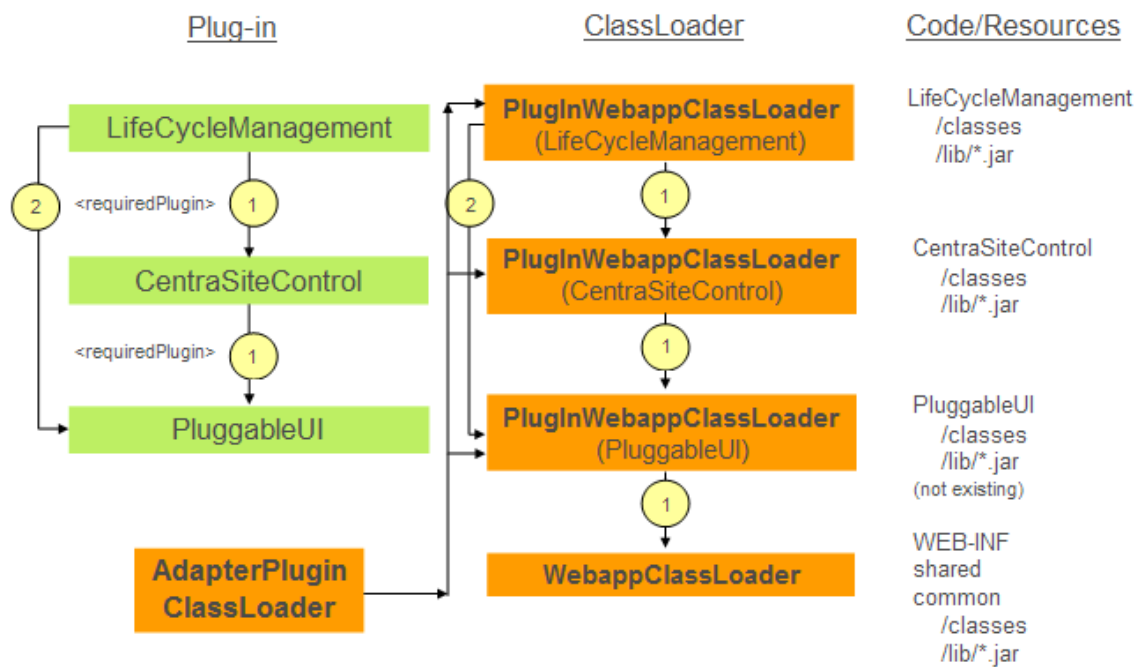 Plug-in
ClassLoader
Code/Resources
LifeCycleManagement
PlugInWebappClassLoader
(LifeCycleManagement)
LifeCycleManagement
/classes
/lib/*.jar
2
<requiredPlugin>
1
2
1
CentraSiteControl
PlugInWebappClassLoader
(CentraSiteControl)
CentraSiteControl
/classes
/lib/*.jar
<requiredPlugin>
1
1
PluggableUI
PlugInWebappClassLoader
(PluggableUI)
PluggableUI
/classes
/lib/*.jar
(not existing)
1
AdapterPlugin
ClassLoader
WebappClassLoader
WEB-INF
shared
common
/classes
/lib/*.jar